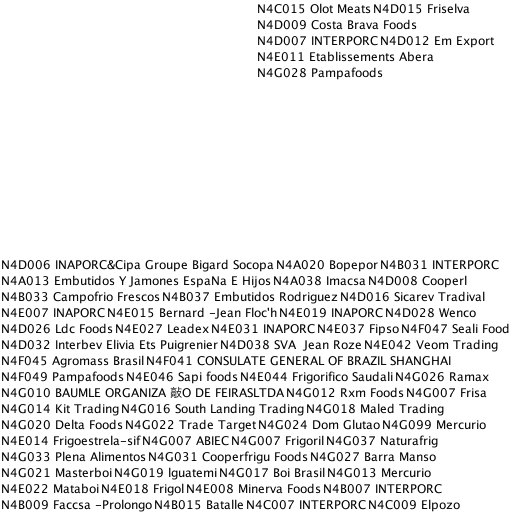 N4C015 Olot Meats N4D015 Friselva
N4D009 Costa Brava Foods
N4D007 INTERPORC N4D012 Em Export
N4E011 Etablissements Abera
N4G028 Pampafoods
N4D006 INAPORC&Cipa Groupe Bigard Socopa N4A020 Bopepor N4B031 INTERPORC
N4A013 Embutidos Y Jamones EspaNa E Hijos N4A038 Imacsa N4D008 Cooperl
N4B033 Campofrio Frescos N4B037 Embutidos Rodriguez N4D016 Sicarev Tradival
N4E007 INAPORC N4E015 Bernard -Jean Floc'h N4E019 INAPORC N4D028 Wenco
N4D026 Ldc Foods N4E027 Leadex N4E031 INAPORC N4E037 Fipso N4F047 Seali Food
N4D032 Interbev Elivia Ets Puigrenier N4D038 SVA Jean Roze N4E042 Veom Trading
N4F045 Agromass Brasil N4F041 CONSULATE GENERAL OF BRAZIL SHANGHAI
N4F049 Pampafoods N4E046 Sapi foods N4E044 Frigorifico Saudali N4G026 Ramax
N4G010 BAUMLE ORGANIZA 敲O DE FEIRASLTDA N4G012 Rxm Foods N4G007 Frisa
N4G014 Kit Trading N4G016 South Landing Trading N4G018 Maled Trading
N4G020 Delta Foods N4G022 Trade Target N4G024 Dom Glutao N4G099 Mercurio
N4E014 Frigoestrela-sif N4G007 ABIEC N4G007 Frigoril N4G037 Naturafrig
N4G033 Plena Alimentos N4G031 Cooperfrigu Foods N4G027 Barra Manso
N4G021 Masterboi N4G019 Iguatemi N4G017 Boi Brasil N4G013 Mercurio
N4E022 Mataboi N4E018 Frigol N4E008 Minerva Foods N4B007 INTERPORC
N4B009 Faccsa -Prolongo N4B015 Batalle N4C007 INTERPORC N4C009 Elpozo